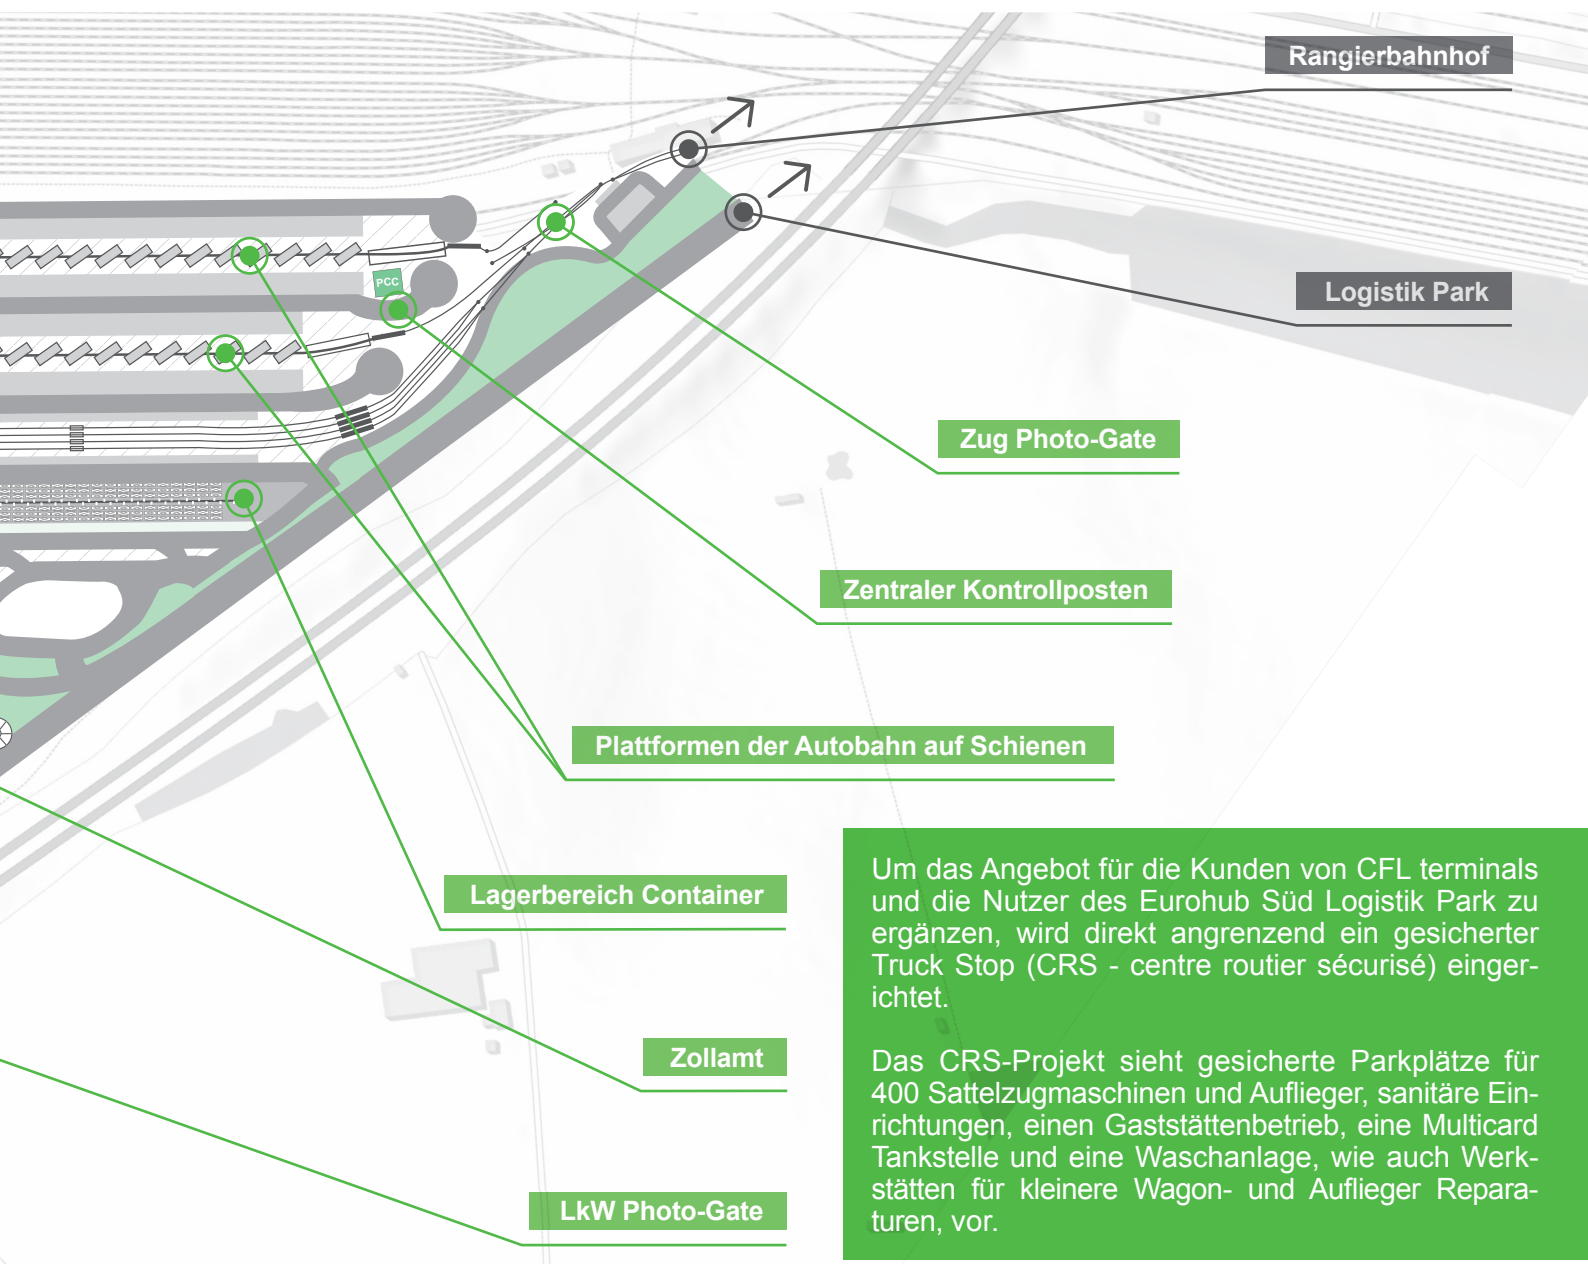 Rangierbahnhof
PCC
Logistik Park
Zug Photo-Gate
Zentraler Kontrollposten
Plattformen der Autobahn auf Schienen
Lagerbereich Container
Zollamt
LkW Photo-Gate
Um das Angebot für die Kunden von CFL terminals
und die Nutzer des Eurohub Süd Logistik Park zu
ergänzen, wird direkt angrenzend ein gesicherter
Truck Stop (CRS - centre routier sécurisé) einger-
ichtet.
Das CRS-Projekt sieht gesicherte Parkplätze für
400 Sattelzugmaschinen und Auflieger, sanitäre Ein-
richtungen, einen Gaststättenbetrieb, eine Multicard
Tankstelle und eine Waschanlage, wie auch Werk-
stätten für kleinere Wagon- und Auflieger Repara-
turen, vor.